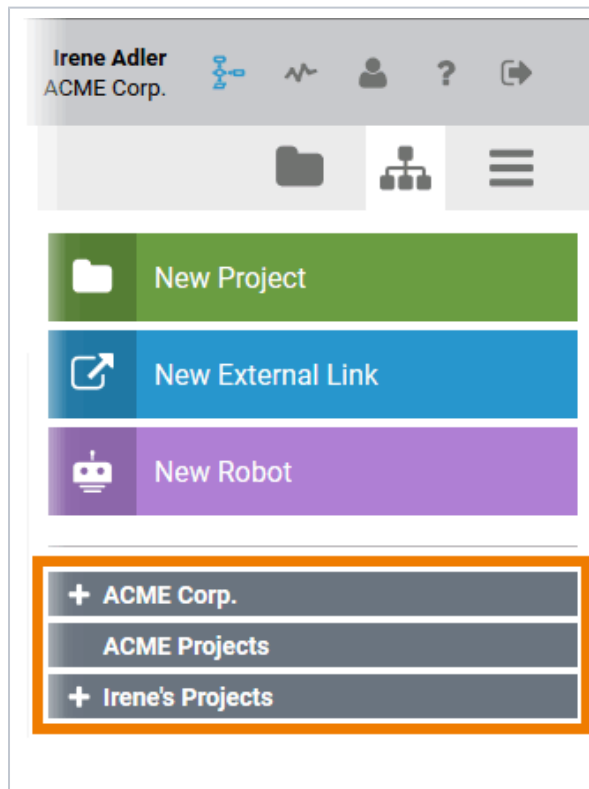 Irene Adler
ACME Corp.
?
New Project
New External Link
New Robot
+ ACME Corp.
ACME Projects
+ Irene's Projects